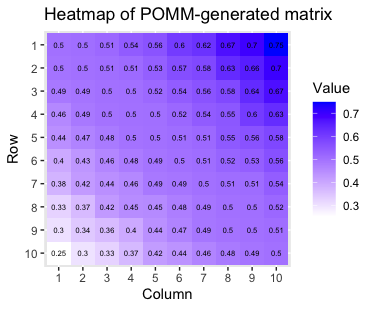 Heatmap of POMM-generated matrix
1 0.5 0.5 0.51 0.54 0.56 0.6 0.62 0.67 0.7 0.75
2 0.5 0.5 0.51 0.51 0.53 0.57 0.58 0.63 0.66 0.7
3 0.49 0.49 0.5 0.5 0.52 0.54 0.56 0.58 0.64 0.67
4 0.46 0.49 0.5 0.5 0.5 0.52 0.54 0.55 0.6 0.63
5 0.44 0.47 0.48 0.5 0.5 0.51 0.51 0.55 0.56 0.58
6 0.4 0.43 0.46 0.48 0.49 0.5 0.51 0.52 0.53 0.56
7 0.38 0.42 0.44 0.46 0.49 0.49 0.5 0.51 0.51 0.54
8 0.33 0.37 0.42 0.45 0.45 0.48 0.49 0.5 0.5 0.52
9 0.3 0.34 0.36 0.4 0.44 0.47 0.49 0.5 0.5 0.51
10 0.25 0.3 0.33 0.37 0.42 0.44 0.46 0.48 0.49 0.5
1 2 3 4 5 6 7 8 9 10
Column
Row
Value
0.7
0.6
0.5
0.4
0.3